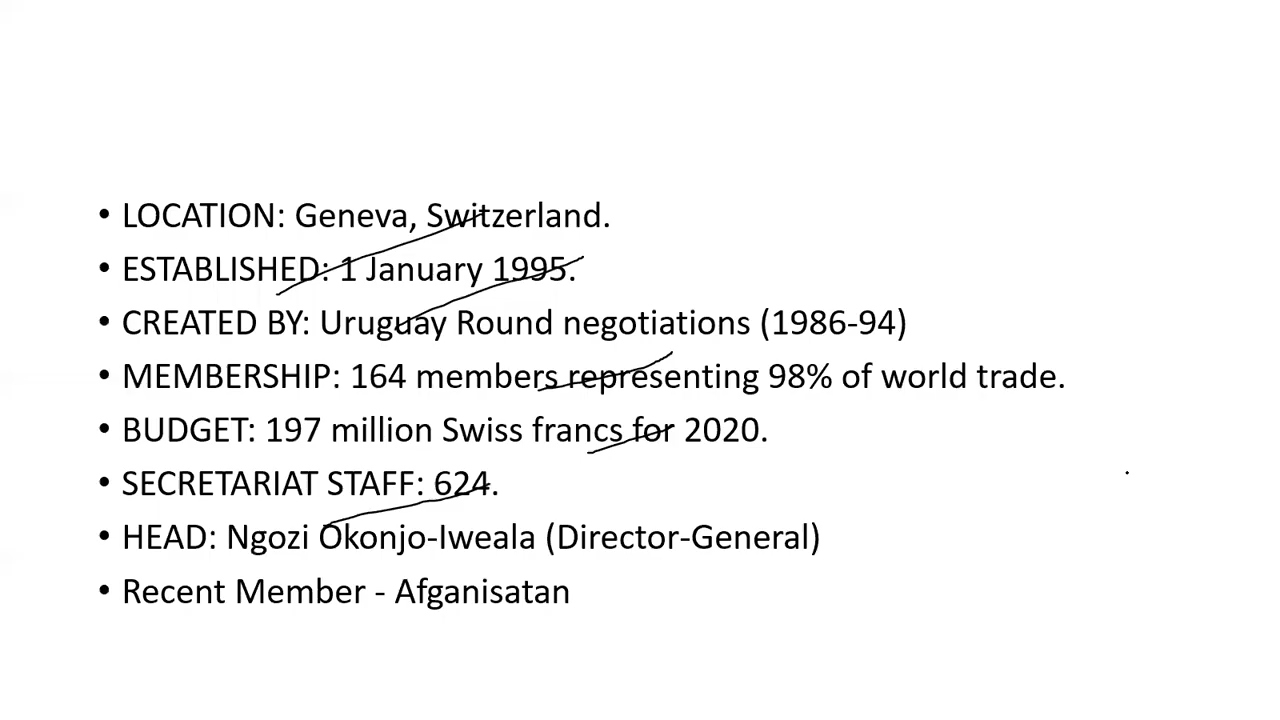 • LOCATION: Geneva, Switzerland.
• ESTABLISHED: 1 January 1995.
• CREATED BY: Uruguay Round negotiations (1986-94)
• MEMBERSHIP: 164 members representing 98% of world trade.
• BUDGET: 197 million Swiss francs for 2020.
• SECRETARIAT STAFF: 624.
• HEAD: Ngozi Okonjo-Iweala (Director-General)
• Recent Member - Afganisatan